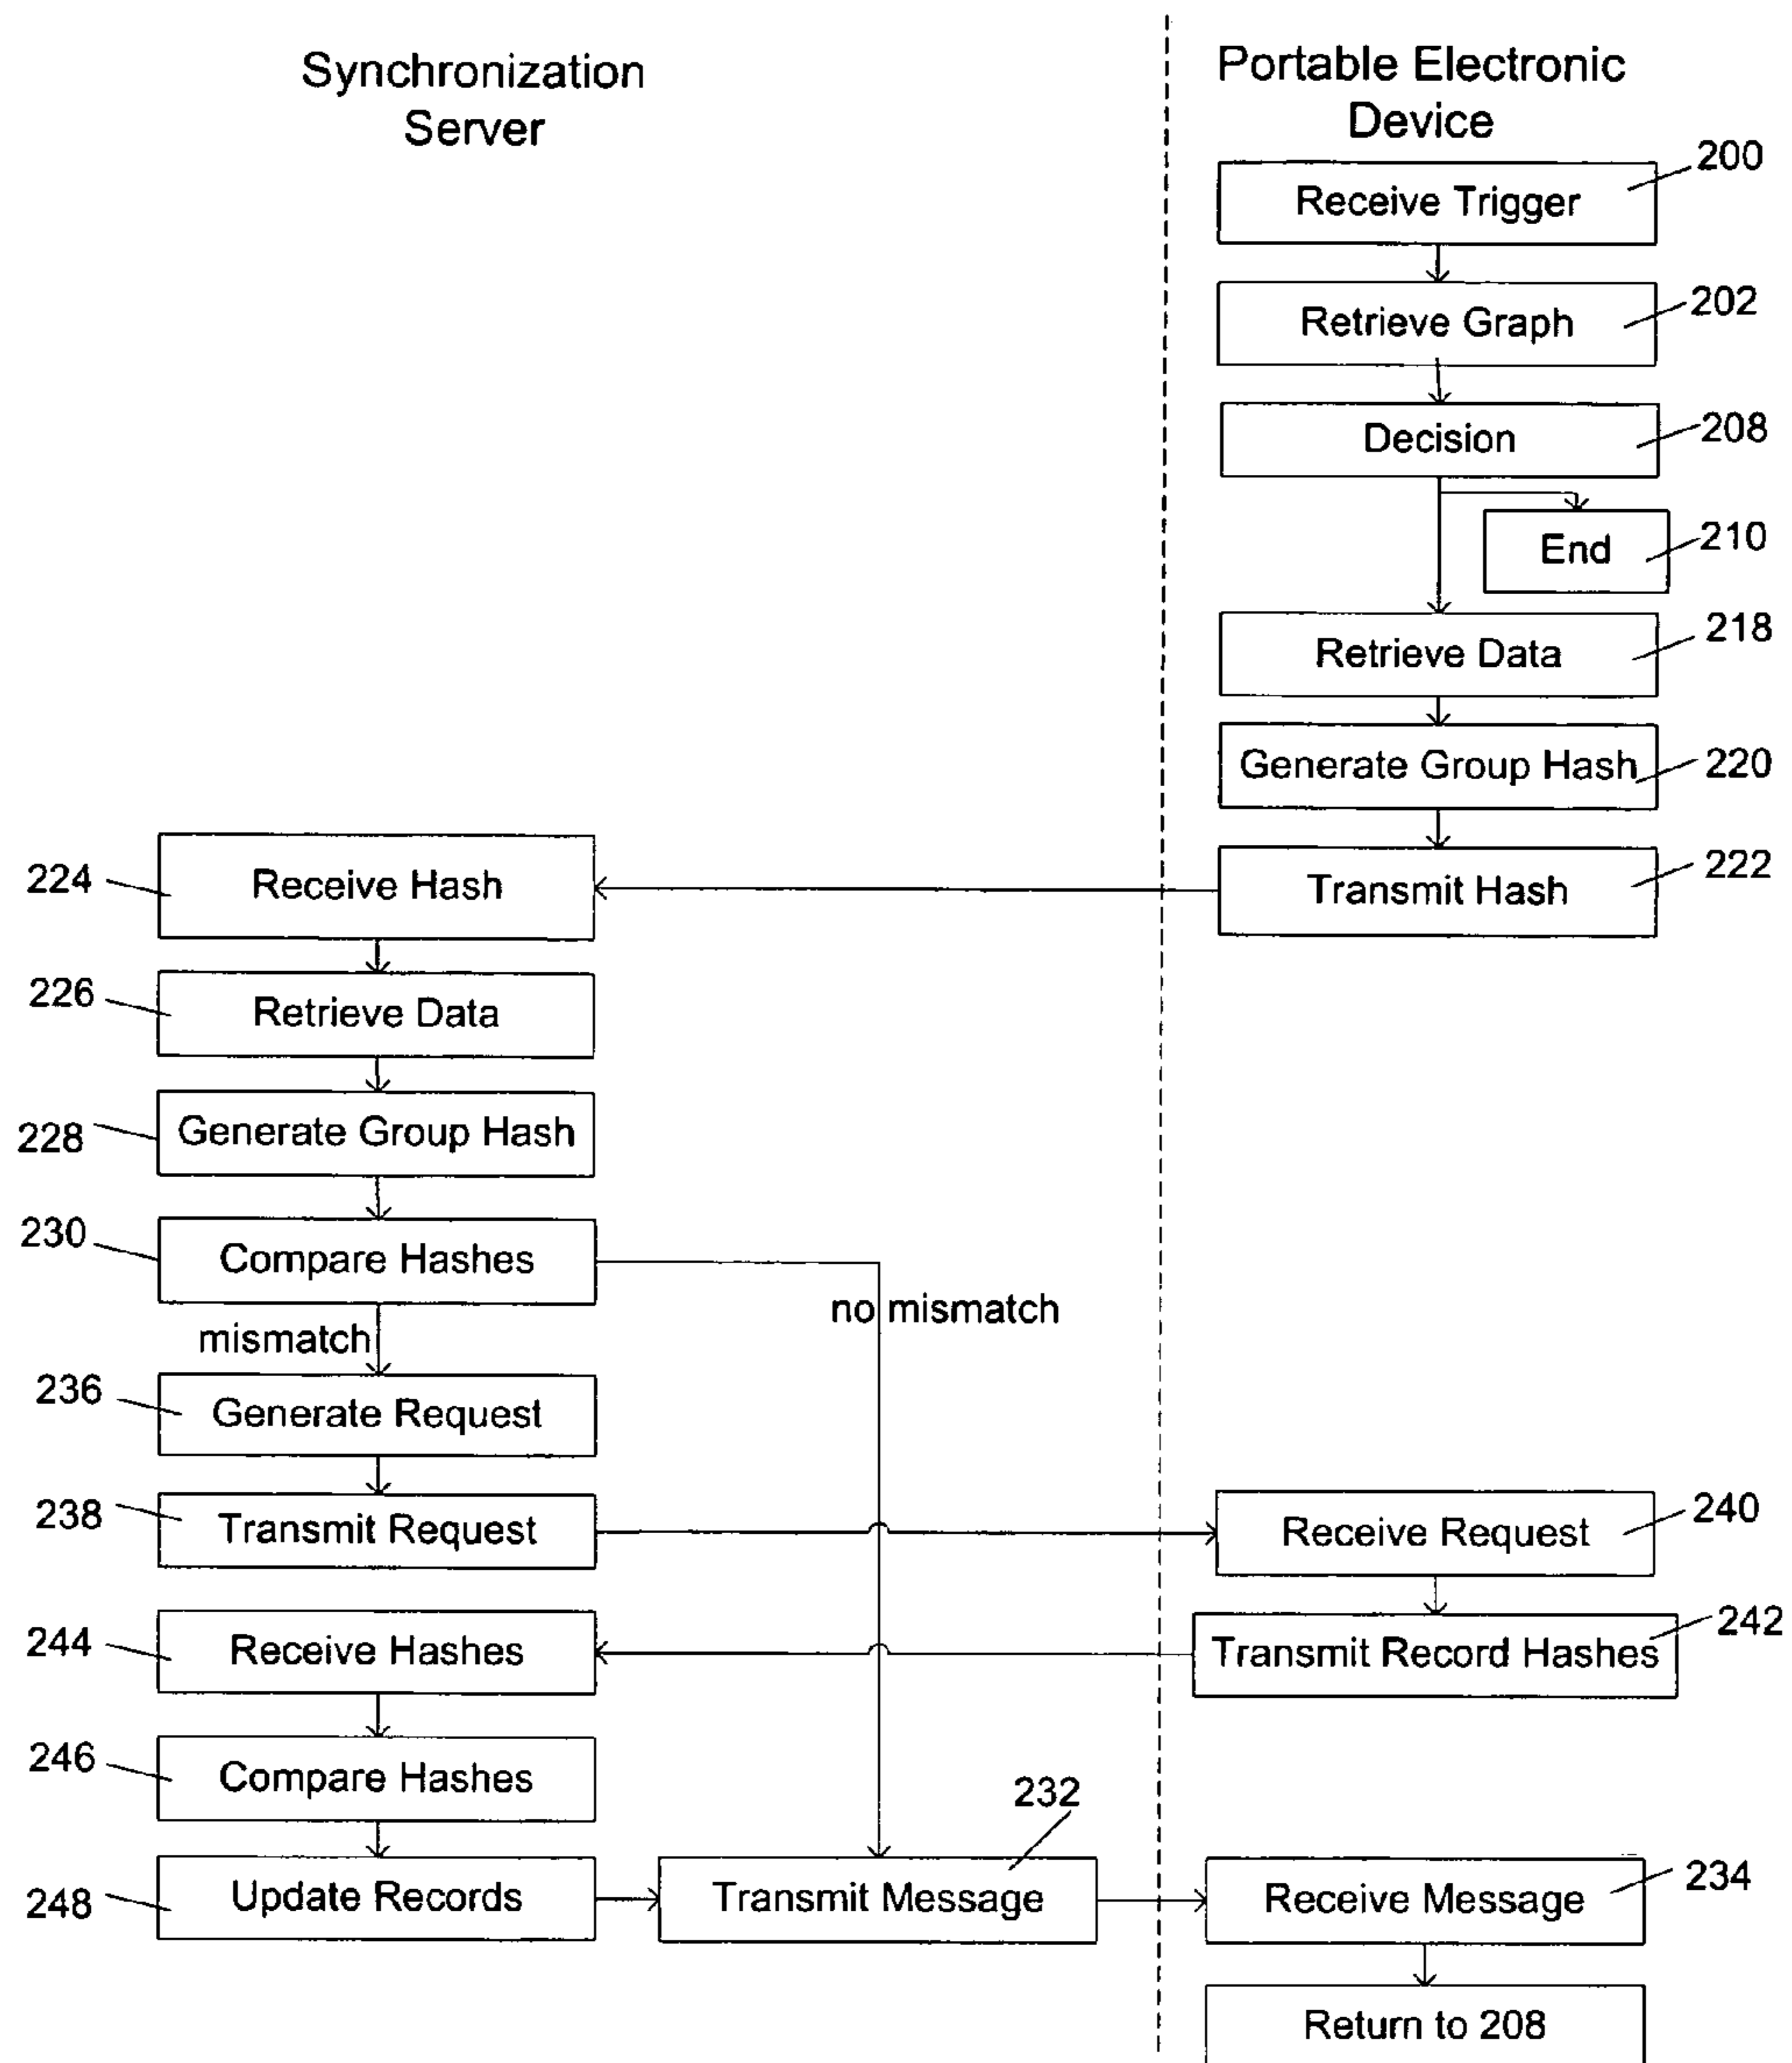 Synchronization
Server
Portable Electronic
Device
200
Receive Trigger
202
Retrieve Graph
208
Decision
210
End
218
Retrieve Data
220
Generate Group Hash
222
Transmit Hash
224
Receive Hash
226
Retrieve Data
228
Generate Group Hash
230
Compare Hashes
no mismatch
mismatch
236
Generate Request
238
Transmit Request
240
Receive Request
242
Transmit Record Hashes
244
Receive Hashes
246
Compare Hashes
248
Update Records
232
Transmit Message
234
Receive Message
Return to 208